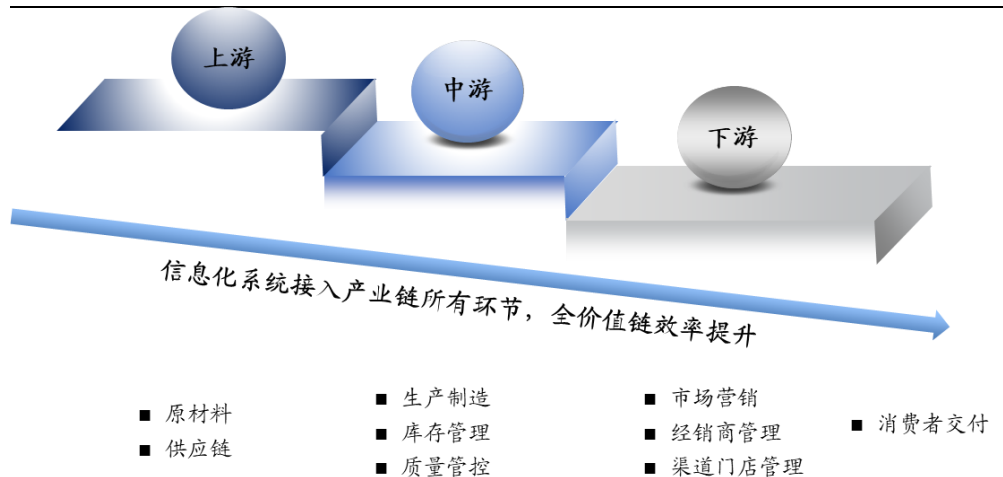 上游
中游
下游
信息化系统接入产业链所有环节，全价值链效率提升
■ 原材料
■ 供应链
■ 生产制造
■ 库存管理
■ 质量管控
■ 市场营销
■ 经销商管理
■ 渠道门店管理
■ 消费者交付